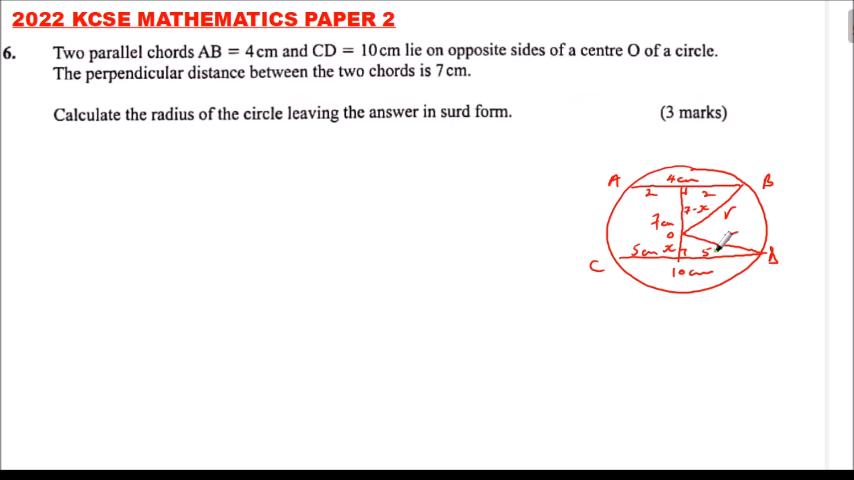 2022 KCSE MATHEMATICS PAPER 2
6. Two parallel chords AB = 4 cm and CD = 10 cm lie on opposite sides of a centre O of a circle.
The perpendicular distance between the two chords is 7 cm.
Calculate the radius of the circle leaving the answer in surd form. (3 marks)
A 4cm B
2 2
7-x r
7cm
O
5cm x 5 D
C 10cm